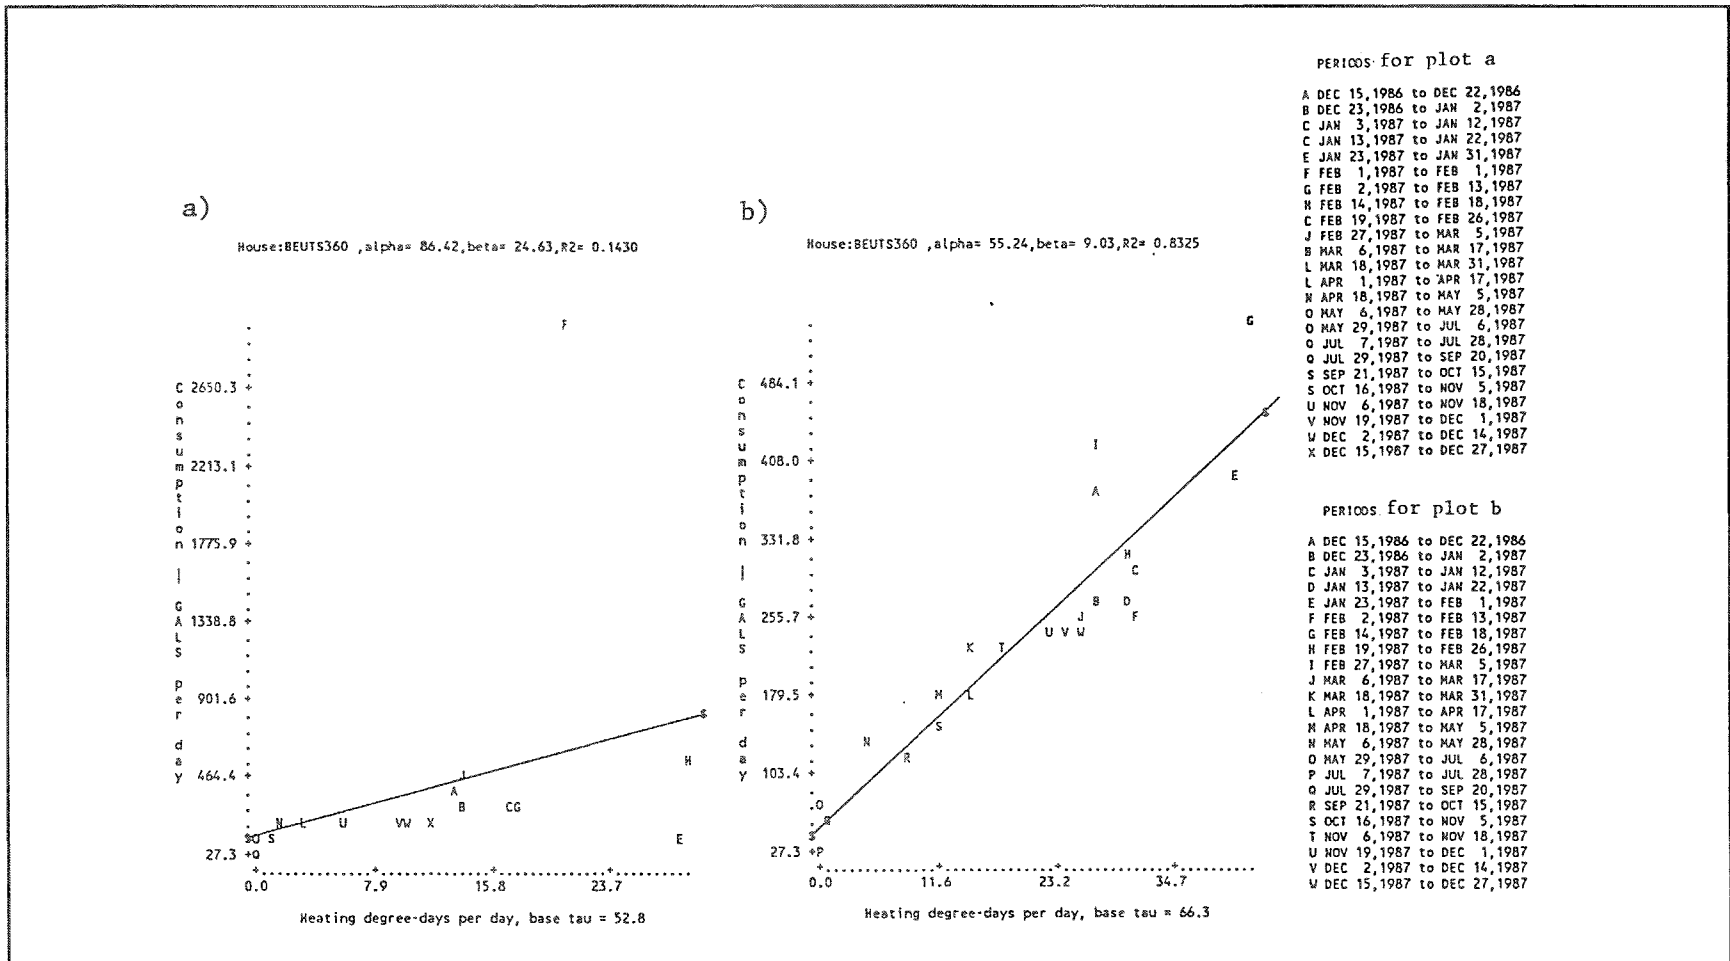 a)
House:BEUTS360 ,alpha= 86.42,beta= 24.63,R2= 0.1430
Consumption | GALS per day
2650.3
2213.1
1775.9
1338.8
901.6
464.4
27.3
F
S
H
I
A
B
CG
N
L
U
VW
X
E
S
O
S
Q
0.0 7.9 15.8 23.7
Heating degree-days per day, base tau = 52.8
b)
House:BEUTS360 ,alpha= 55.24,beta= 9.03,R2= 0.8325
Consumption | GALS per day
484.1
408.0
331.8
255.7
179.5
103.4
27.3
G
S
I
E
A
H
C
B
D
J
F
U V W
K
T
M
L
S
N
R
O
S
P
0.0 11.6 23.2 34.7
Heating degree-days per day, base tau = 66.3
PERIODS for plot a
A DEC 15,1986 to DEC 22,1986
B DEC 23,1986 to JAN 2,1987
C JAN 3,1987 to JAN 12,1987
C JAN 13,1987 to JAN 22,1987
E JAN 23,1987 to JAN 31,1987
F FEB 1,1987 to FEB 1,1987
G FEB 2,1987 to FEB 13,1987
H FEB 14,1987 to FEB 18,1987
C FEB 19,1987 to FEB 26,1987
J FEB 27,1987 to MAR 5,1987
B MAR 6,1987 to MAR 17,1987
L MAR 18,1987 to MAR 31,1987
L APR 1,1987 to APR 17,1987
N APR 18,1987 to MAY 5,1987
O MAY 6,1987 to MAY 28,1987
O MAY 29,1987 to JUL 6,1987
Q JUL 7,1987 to JUL 28,1987
Q JUL 29,1987 to SEP 20,1987
S SEP 21,1987 to OCT 15,1987
S OCT 16,1987 to NOV 5,1987
U NOV 6,1987 to NOV 18,1987
V NOV 19,1987 to DEC 1,1987
W DEC 2,1987 to DEC 14,1987
X DEC 15,1987 to DEC 27,1987
PERIODS for plot b
A DEC 15,1986 to DEC 22,1986
B DEC 23,1986 to JAN 2,1987
C JAN 3,1987 to JAN 12,1987
D JAN 13,1987 to JAN 22,1987
E JAN 23,1987 to FEB 1,1987
F FEB 2,1987 to FEB 13,1987
G FEB 14,1987 to FEB 18,1987
H FEB 19,1987 to FEB 26,1987
I FEB 27,1987 to MAR 5,1987
J MAR 6,1987 to MAR 17,1987
K MAR 18,1987 to MAR 31,1987
L APR 1,1987 to APR 17,1987
M APR 18,1987 to MAY 5,1987
N MAY 6,1987 to MAY 28,1987
O MAY 29,1987 to JUL 6,1987
P JUL 7,1987 to JUL 28,1987
Q JUL 29,1987 to SEP 20,1987
R SEP 21,1987 to OCT 15,1987
S OCT 16,1987 to NOV 5,1987
T NOV 6,1987 to NOV 18,1987
U NOV 19,1987 to DEC 1,1987
V DEC 2,1987 to DEC 14,1987
W DEC 15,1987 to DEC 27,1987